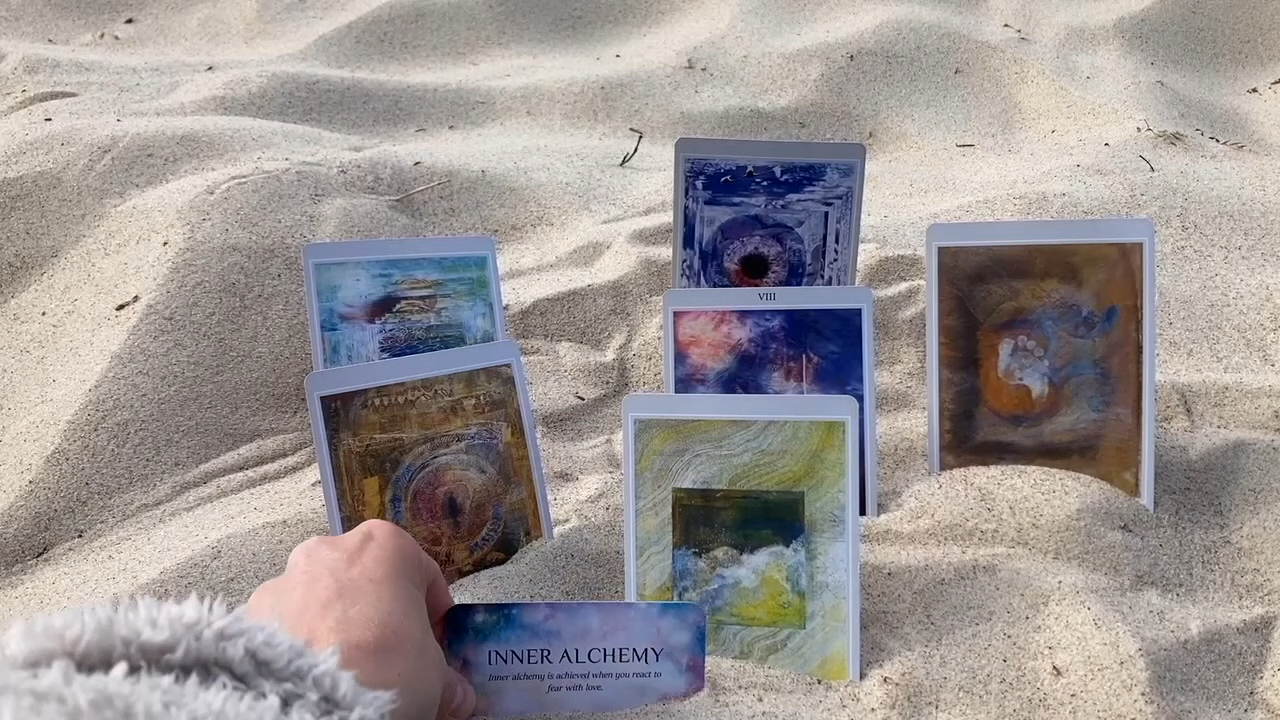 VIII
INNER ALCHEMY
Inner alchemy is achieved when you react to
fear with love.